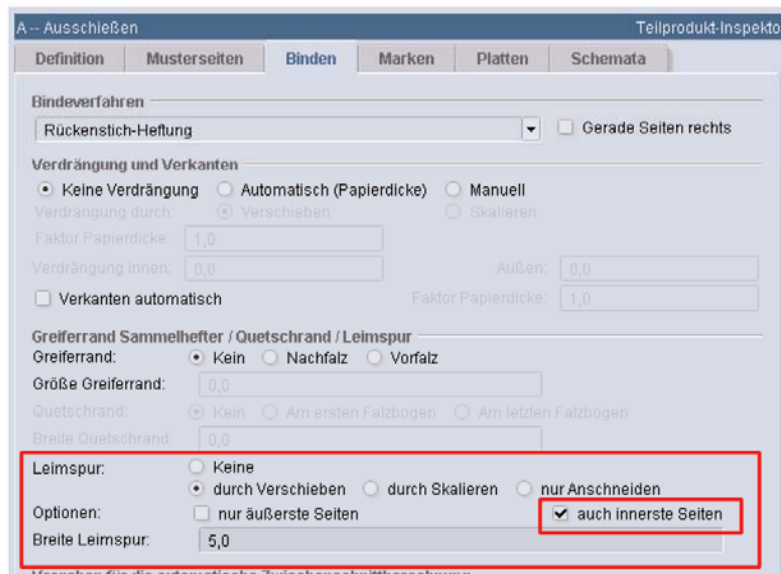 A -- Ausschießen Teilprodukt-Inspekto
Definition Musterseiten Binden Marken Platten Schemata
Bindeverfahren
Rückenstich-Heftung Gerade Seiten rechts
Verdrängung und Verkanten
Keine Verdrängung Automatisch (Papierdicke) Manuell
Verdrängung durch: Verschieben Skalieren
Faktor Papierdicke: 1,0
Verdrängung innen: 0,0 Außen: 0,0
Verkanten automatisch Faktor Papierdicke: 1,0
Greiferrand Sammelhefter / Quetschrand / Leimspur
Greiferrand: Kein Nachfalz Vorfalz
Größe Greiferrand: 0,0
Quetschrand: Kein Am ersten Falzbogen Am letzten Falzbogen
Breite Quetschrand: 0,0
Leimspur: Keine
durch Verschieben durch Skalieren nur Anschneiden
Optionen: nur äußerste Seiten auch innerste Seiten
Breite Leimspur: 5,0
für die automatische